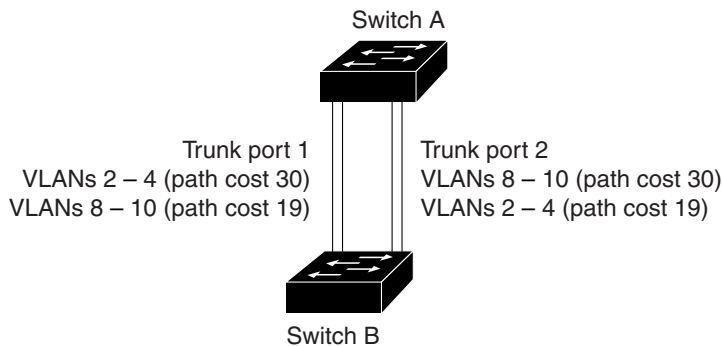 Switch A
Trunk port 1
VLANs 2 – 4 (path cost 30)
VLANs 8 – 10 (path cost 19)
Trunk port 2
VLANs 8 – 10 (path cost 30)
VLANs 2 – 4 (path cost 19)
Switch B